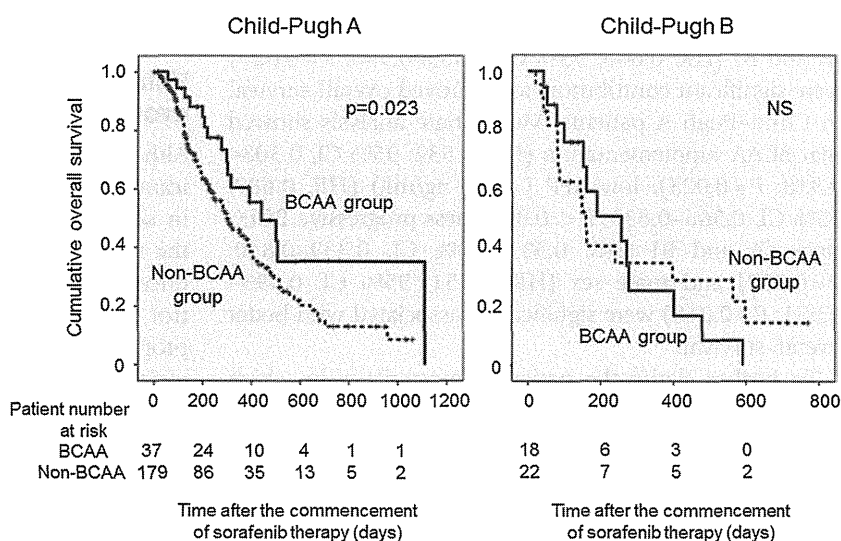 Child-Pugh A
Child-Pugh B
Cumulative overall survival
1.0
0.8
0.6
0.4
0.2
0
p=0.023
BCAA group
Non-BCAA
group
0 200 400 600 800 1000 1200
1.0
0.8
0.6
0.4
0.2
0
NS
Non-BCAA
group
BCAA group
0 200 400 600 800
Patient number
at risk
BCAA 37 24 10 4 1 1
Non-BCAA 179 86 35 13 5 2
18 6 3 0
22 7 5 2
Time after the commencement
of sorafenib therapy (days)
Time after the commencement
of sorafenib therapy (days)